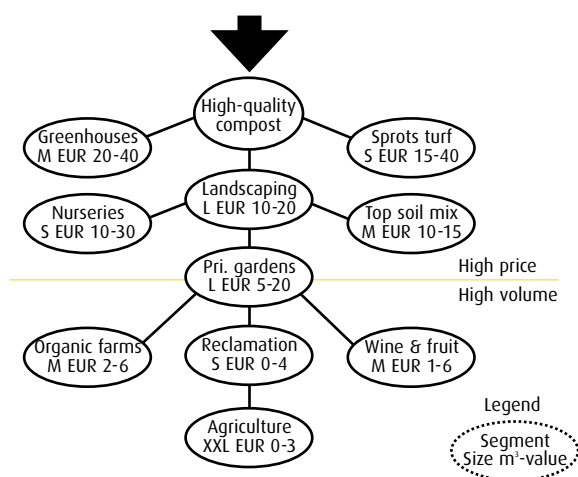 High-quality
compost
Greenhouses
M EUR 20-40
Sprots turf
S EUR 15-40
Landscaping
L EUR 10-20
Nurseries
S EUR 10-30
Top soil mix
M EUR 10-15
Pri. gardens
L EUR 5-20
High price
High volume
Organic farms
M EUR 2-6
Reclamation
S EUR 0-4
Wine & fruit
M EUR 1-6
Agriculture
XXL EUR 0-3
Legend
Segment
Size m³-value